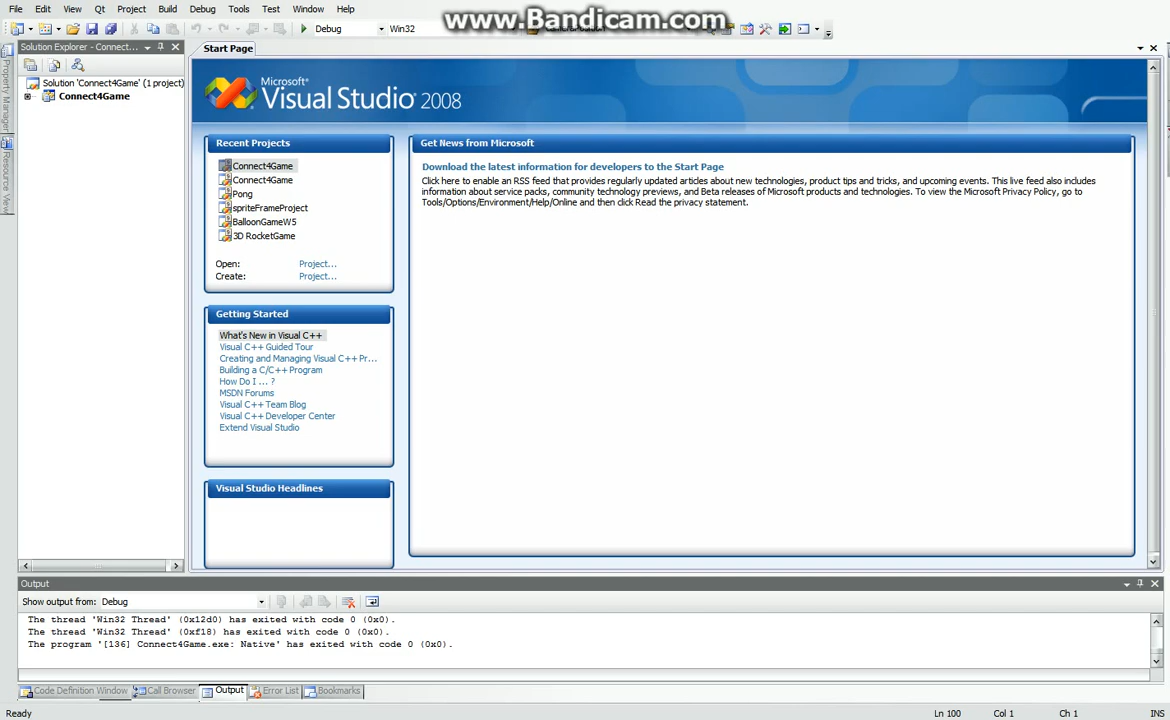 File Edit View Qt Project Build Debug Tools Test Window Help
www.Bandicam.com
Debug Win32
Solution Explorer - Connect...
Start Page
Property Manager
Resource View
Solution 'Connect4Game' (1 project)
Connect4Game
Microsoft®
Visual Studio® 2008
Recent Projects
Connect4Game
Connect4Game
Pong
spriteFrameProject
BalloonGameW5
3D RocketGame
Open: Project...
Create: Project...
Getting Started
What's New in Visual C++
Visual C++ Guided Tour
Creating and Managing Visual C++ Pr...
Building a C/C++ Program
How Do I ... ?
MSDN Forums
Visual C++ Team Blog
Visual C++ Developer Center
Extend Visual Studio
Visual Studio Headlines
Get News from Microsoft
Download the latest information for developers to the Start Page
Click here to enable an RSS feed that provides regularly updated articles about new technologies, product tips and tricks, and upcoming events. This live feed also includes
information about service packs, community technology previews, and Beta releases of Microsoft products and technologies. To view the Microsoft Privacy Policy, go to
Tools/Options/Environment/Help/Online and then click Read the privacy statement.
Output
Show output from: Debug
The thread 'Win32 Thread' (0x12d0) has exited with code 0 (0x0).
The thread 'Win32 Thread' (0xf18) has exited with code 0 (0x0).
The program '[136] Connect4Game.exe: Native' has exited with code 0 (0x0).
Code Definition Window Call Browser Output Error List Bookmarks
Ready Ln 100 Col 1 Ch 1 INS